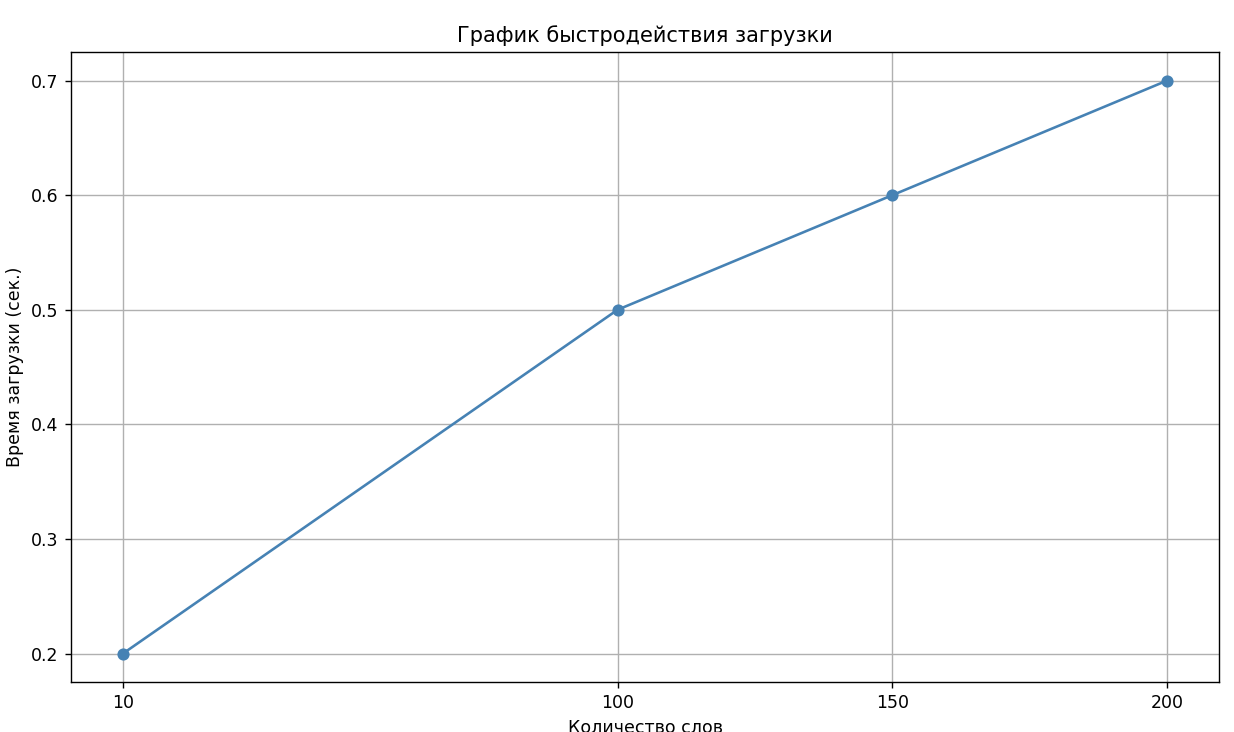 График быстродействия загрузки
0.7
0.6
0.5
0.4
0.3
0.2
Время загрузки (сек.)
10 100 150 200
Количество слов